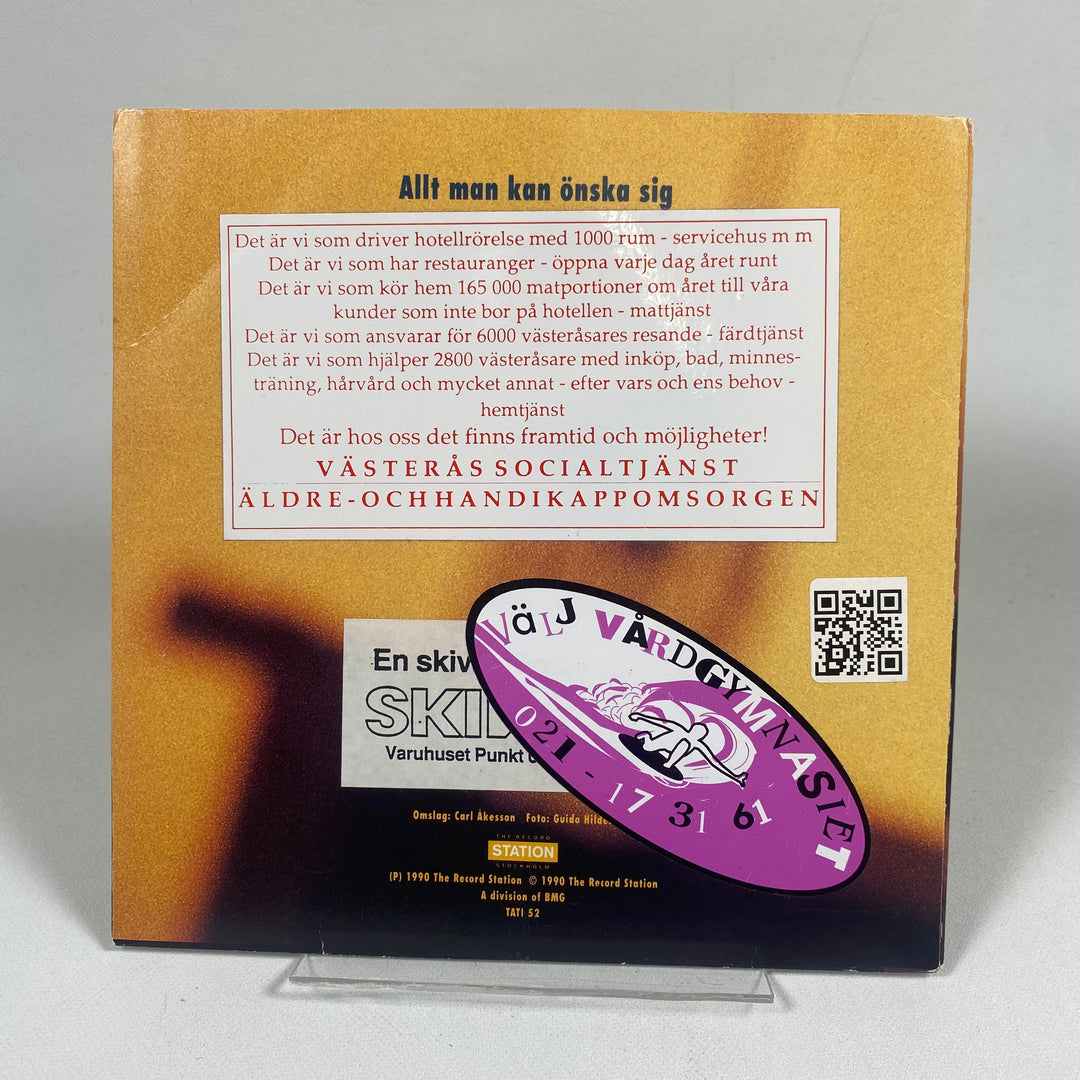 Allt man kan önska sig
Det är vi som driver hotellrörelse med 1000 rum - servicehus m m
Det är vi som har restauranger - öppna varje dag året runt
Det är vi som kör hem 165 000 matportioner om året till våra
kunder som inte bor på hotellen - mattjänst
Det är vi som ansvarar för 6000 västeråsares resande - färdtjänst
Det är vi som hjälper 2800 västeråsare med inköp, bad, minnes-
träning, hårvård och mycket annat - efter vars och ens behov -
hemtjänst
Det är hos oss det finns framtid och möjligheter!
VÄSTERÅS SOCIALTJÄNST
ÄLDRE-OCHHANDIKAPPOMSORGEN
VäLJ VÅRDGYMNASIET
021 - 17 31 61
En skiv
SKI
Varuhuset Punkt
Omslag: Carl Åkesson Foto: Guido
THE RECORD
STATION
STOCKHOLM
(P) 1990 The Record Station © 1990 The Record Station
A division of BMG
TATI 52